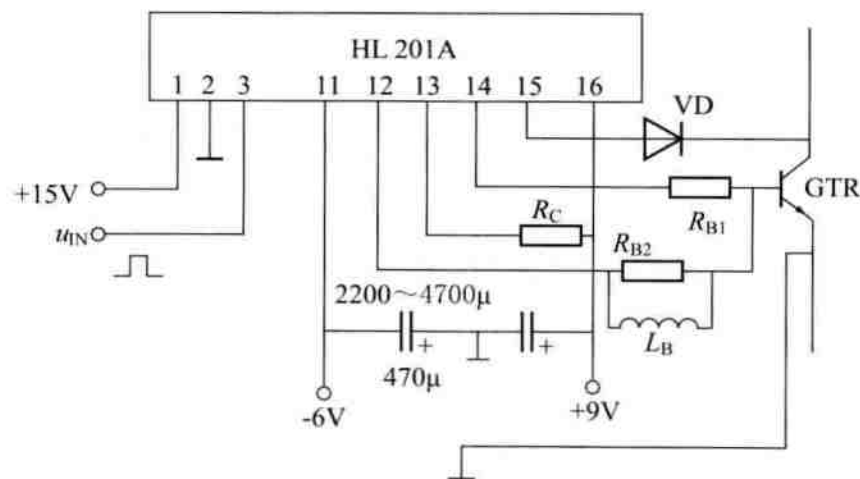 HL 201A
1 2 3 11 12 13 14 15 16
VD
+15V
GTR
R_C
R_B1
u_IN
R_B2
2200～4700μ
L_B
470μ
-6V
+9V